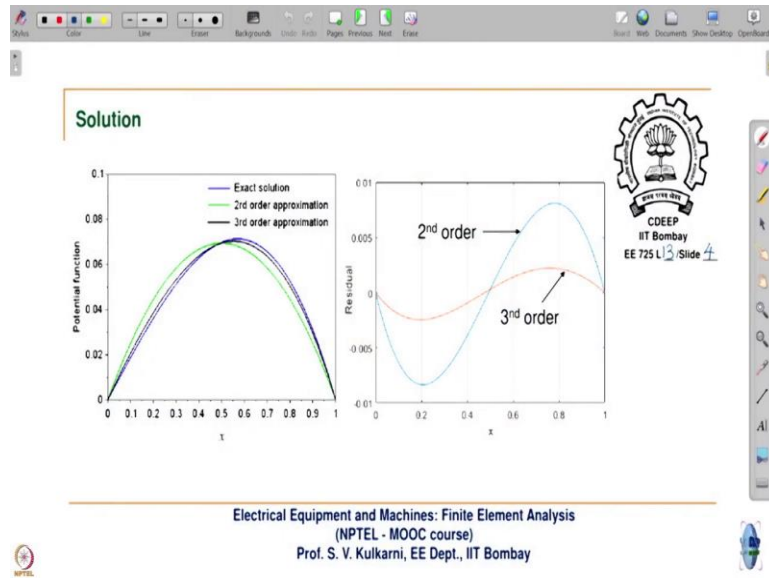 Stylus
Color
Line
Eraser
Backgrounds
Undo
Redo
Pages
Previous
Next
Erase
Board
Web
Documents
Show Desktop
OpenBoard
Solution
Exact solution
2rd order approximation
3rd order approximation
Potential function
0.1
0.08
0.06
0.04
0.02
0
0 0.1 0.2 0.3 0.4 0.5 0.6 0.7 0.8 0.9 1
x
2nd order
3nd order
Residual
0.01
0.005
0
-0.005
-0.01
0 0.2 0.4 0.6 0.8 1
x
CDEEP
IIT Bombay
EE 725 L 13 /Slide 4
AI
Electrical Equipment and Machines: Finite Element Analysis
(NPTEL - MOOC course)
Prof. S. V. Kulkarni, EE Dept., IIT Bombay
NPTEL